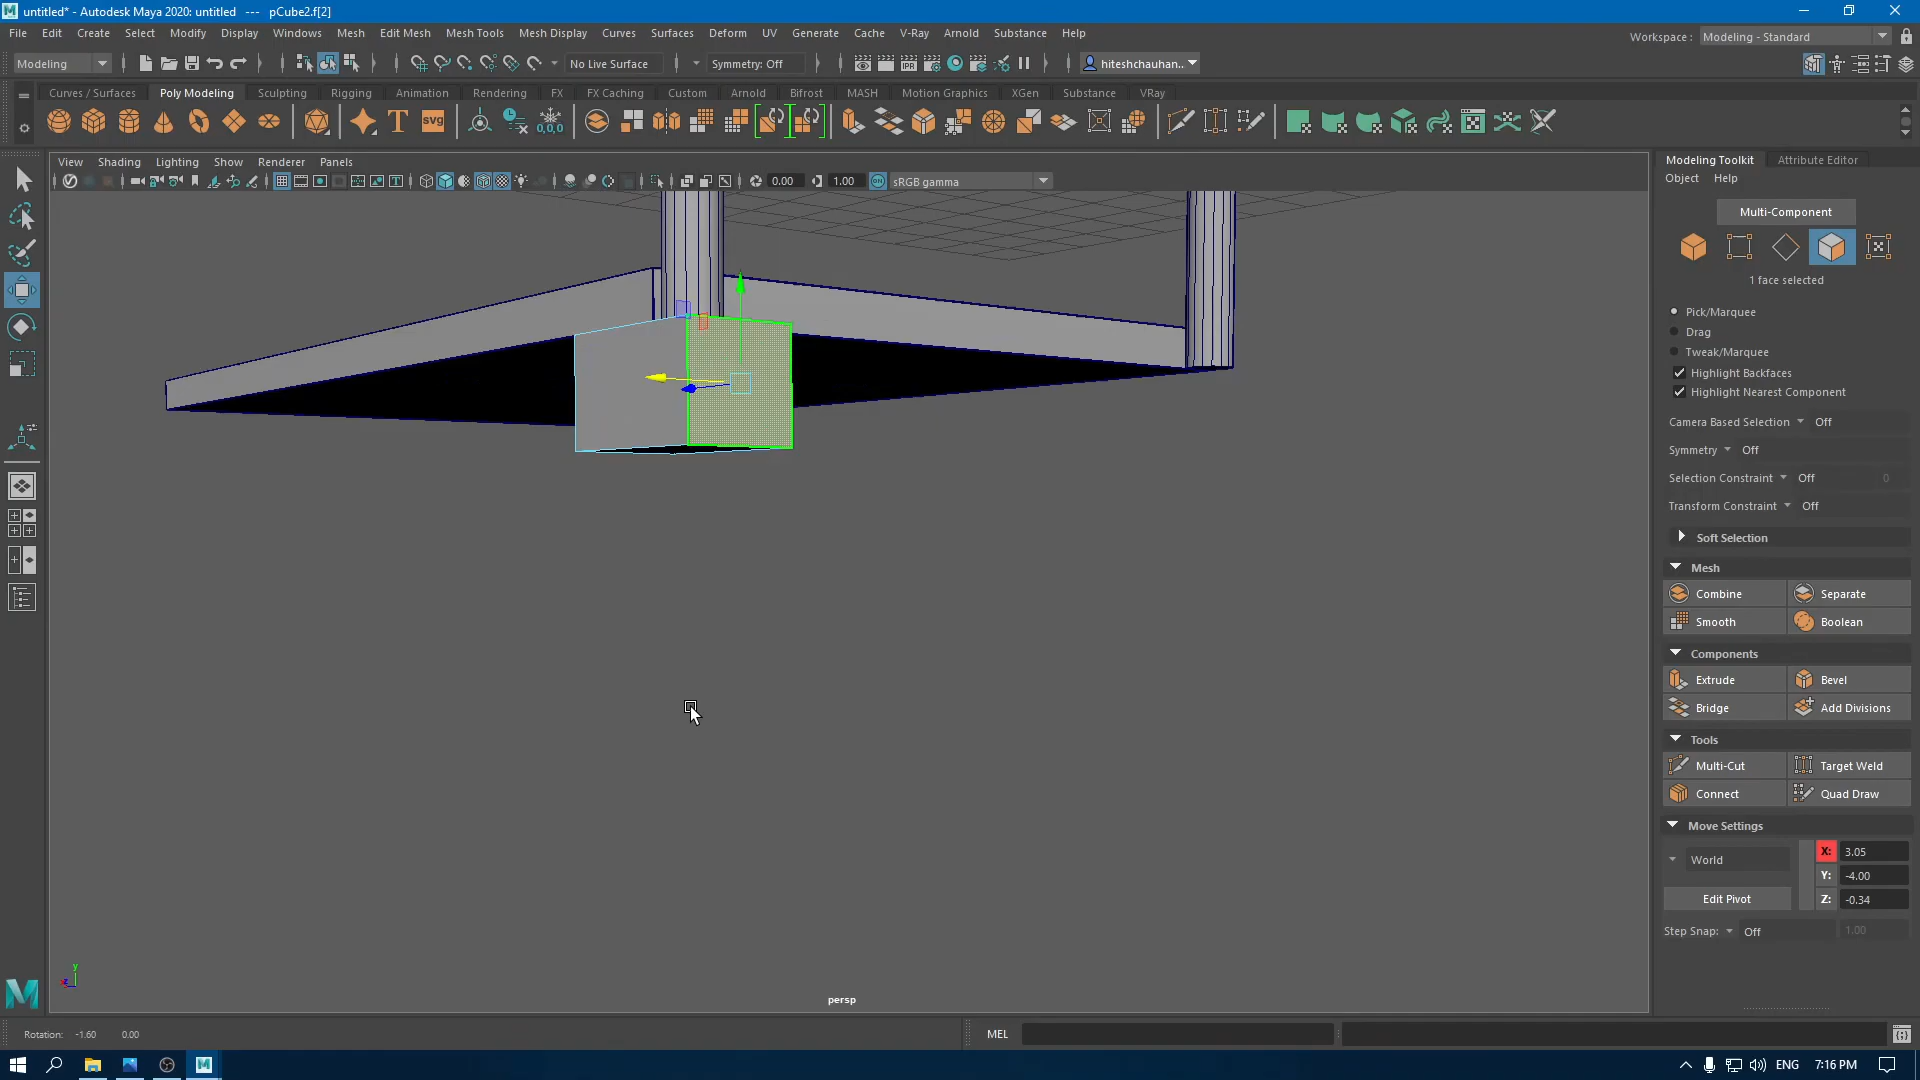 untitled* - Autodesk Maya 2020: untitled   ---   pCube2.f[2]
File Edit Create Select Modify Display Windows Mesh Edit Mesh Mesh Tools Mesh Display Curves Surfaces Deform UV Generate Cache V-Ray Arnold Substance Help
Workspace : Modeling - Standard
Modeling No Live Surface Symmetry: Off hiteshchauhan...
Curves / Surfaces Poly Modeling Sculpting Rigging Animation Rendering FX FX Caching Custom Arnold Bifrost MASH Motion Graphics XGen Substance VRay
SVG
0,0,0
View Shading Lighting Show Renderer Panels
IPR
0.00 1.00 ON sRGB gamma
Modeling Toolkit Attribute Editor
Object Help
Multi-Component
1 face selected
Pick/Marquee
Drag
Tweak/Marquee
Highlight Backfaces
Highlight Nearest Component
Camera Based Selection Off
Symmetry Off
Selection Constraint Off 0
Transform Constraint Off
Soft Selection
Mesh
Combine Separate
Smooth Boolean
Components
Extrude Bevel
Bridge Add Divisions
Tools
Multi-Cut Target Weld
Connect Quad Draw
Move Settings
World
X: 3.05
Y: -4.00
Edit Pivot
Z: -0.34
Step Snap: Off 1.00
y
z
persp
Rotation: -1.60 0.00
MEL
ENG 7:16 PM